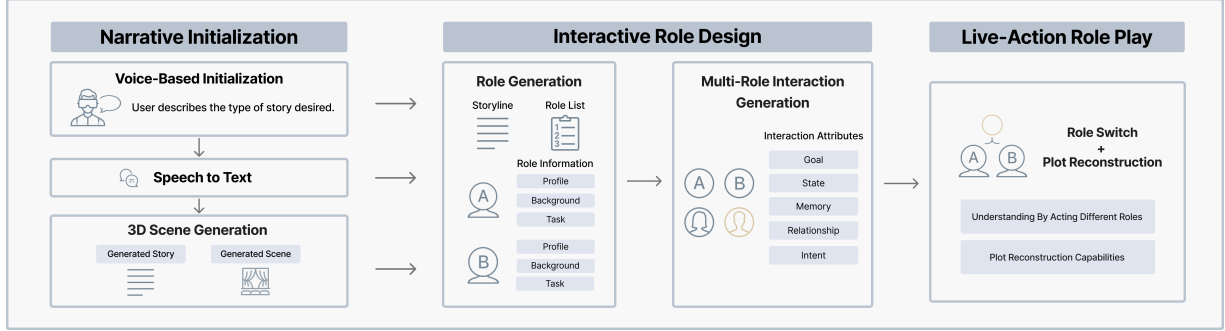 Narrative Initialization
Voice-Based Initialization
User describes the type of story desired.
Speech to Text
3D Scene Generation
Generated Story
Generated Scene
Interactive Role Design
Role Generation
Storyline
Role List
1
2
3
Role Information
A
Profile
Background
Task
B
Profile
Background
Task
Multi-Role Interaction
Generation
Interaction Attributes
A
B
Goal
State
Memory
Relationship
Intent
Live-Action Role Play
A
B
Role Switch
+
Plot Reconstruction
Understanding By Acting Different Roles
Plot Reconstruction Capabilities